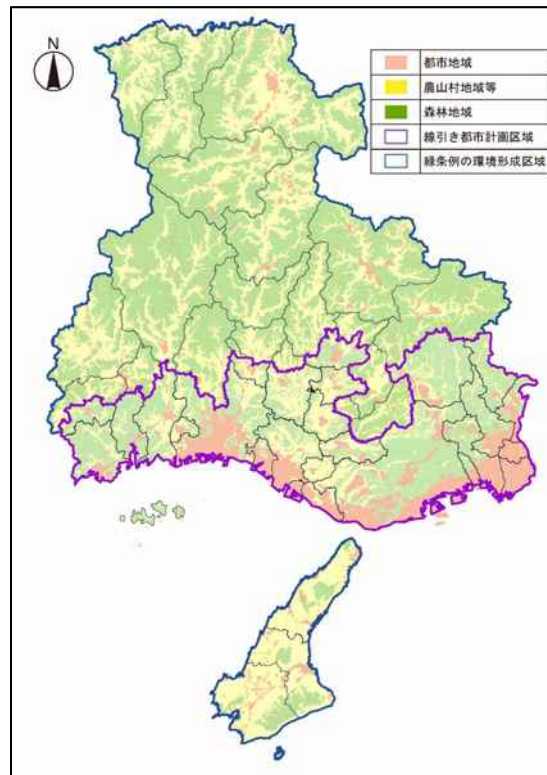 N
都市地域
農山村地域等
森林地域
線引き都市計画区域
緑条例の環境形成区域